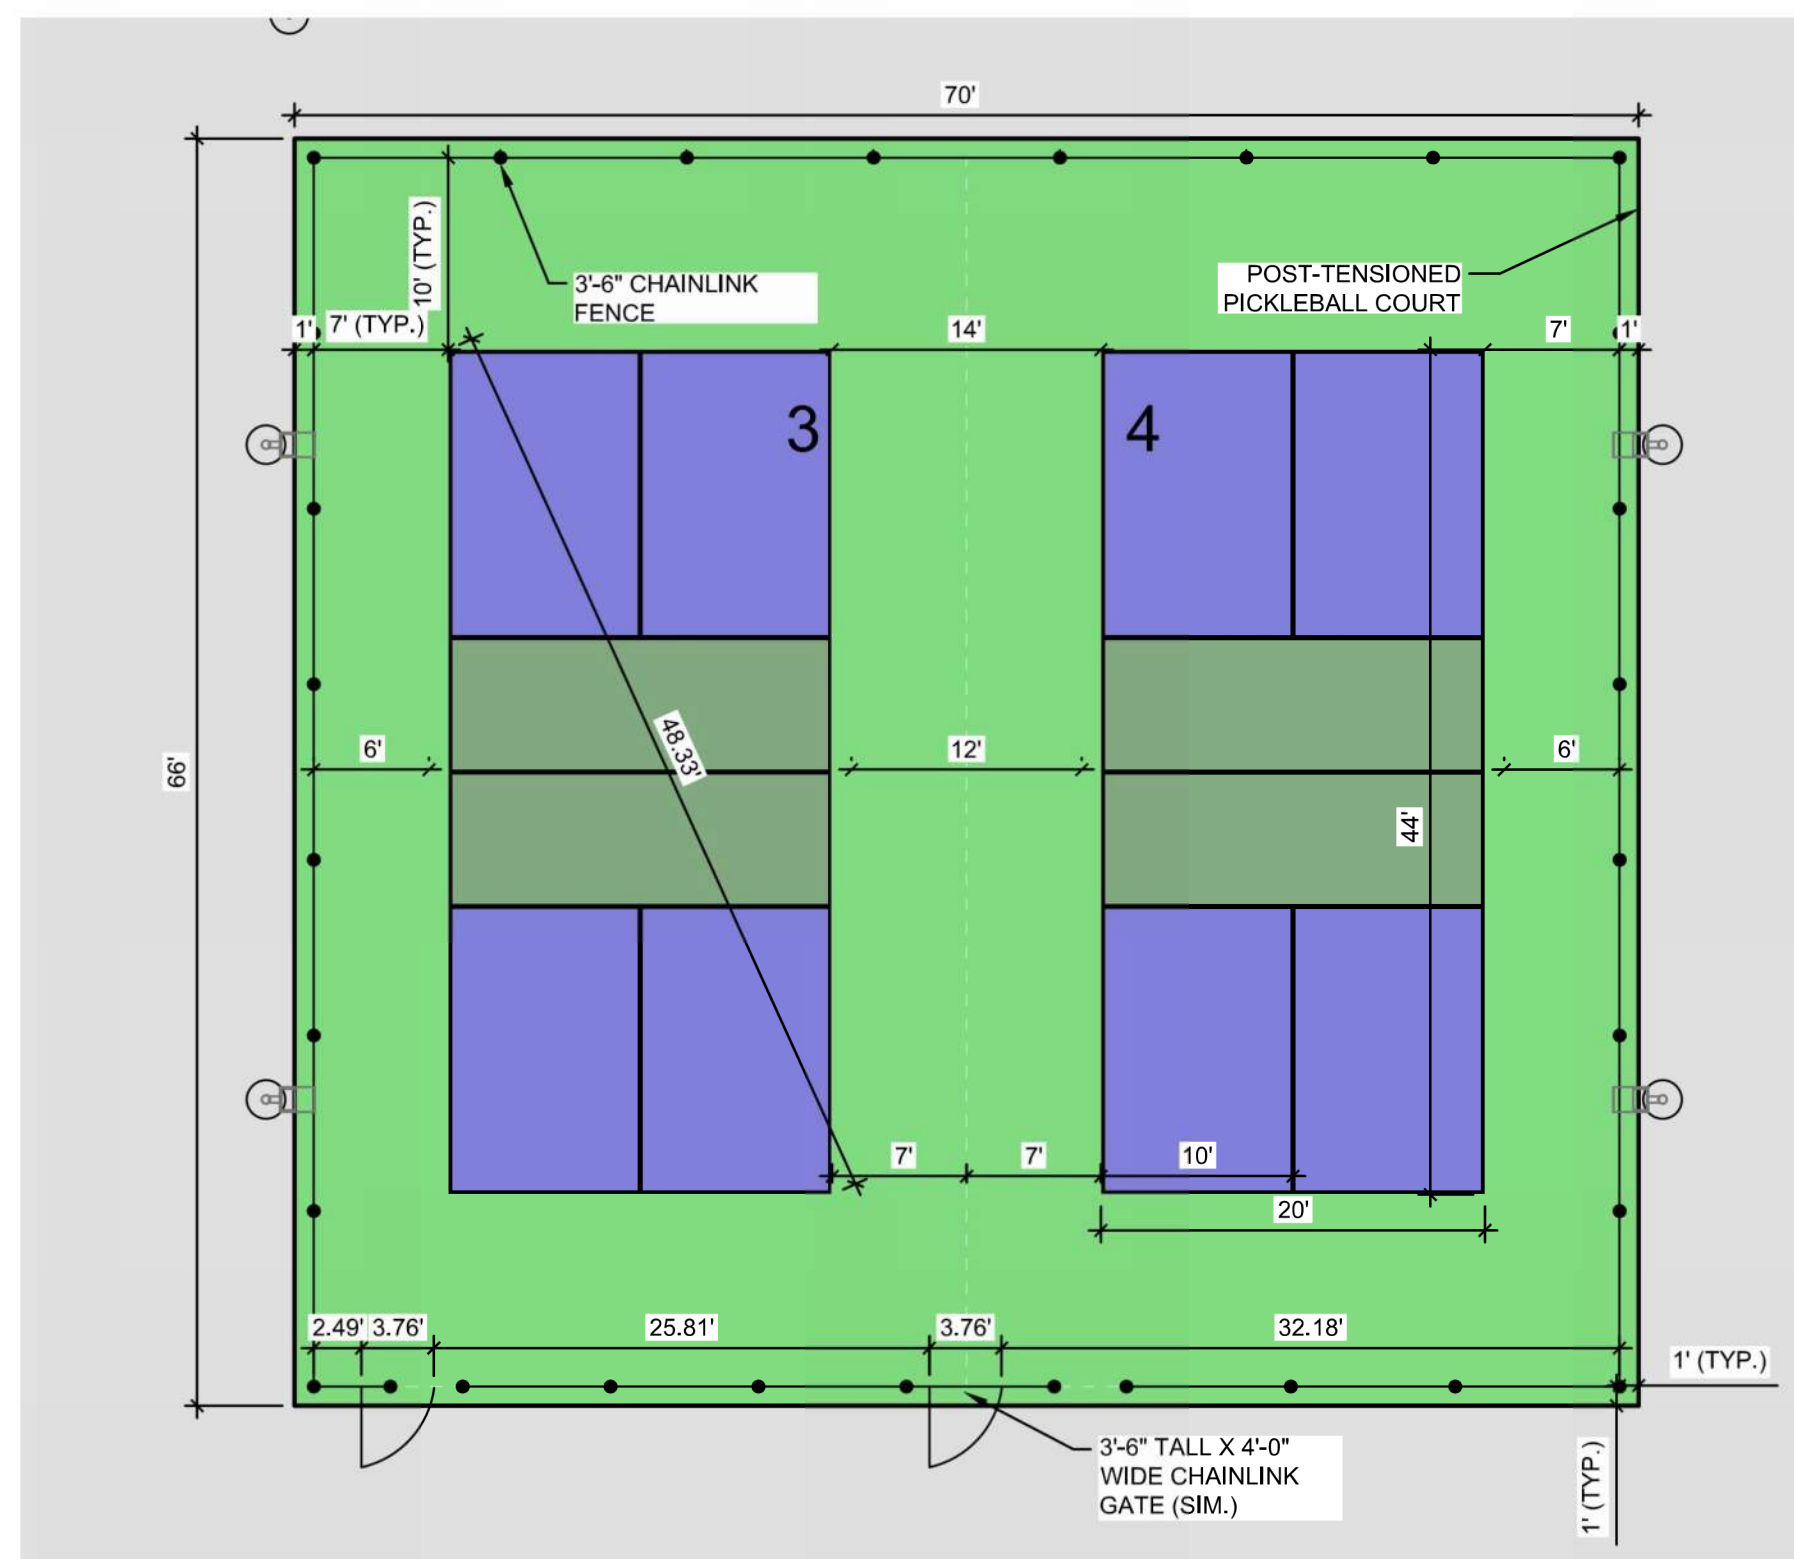 70'
10' (TYP.)
3'-6" CHAINLINK
FENCE
POST-TENSIONED
PICKLEBALL COURT
1'
7' (TYP.)
14'
7'
1'
3
4
48.33'
6'
12'
6'
66'
44'
7'
7'
10'
20'
2.49'
3.76'
25.81'
3.76'
32.18'
1' (TYP.)
3'-6" TALL X 4'-0"
WIDE CHAINLINK
GATE (SIM.)
1' (TYP.)